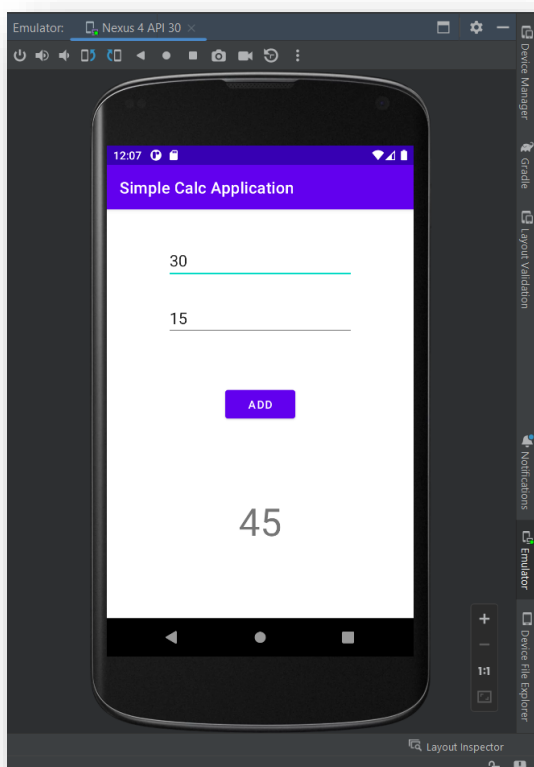 Emulator:
Nexus 4 API 30
12:07
Simple Calc Application
30
15
ADD
45
1:1
Device Manager
Gradle
Layout Validation
Notifications
Emulator
Device File Explorer
Layout Inspector